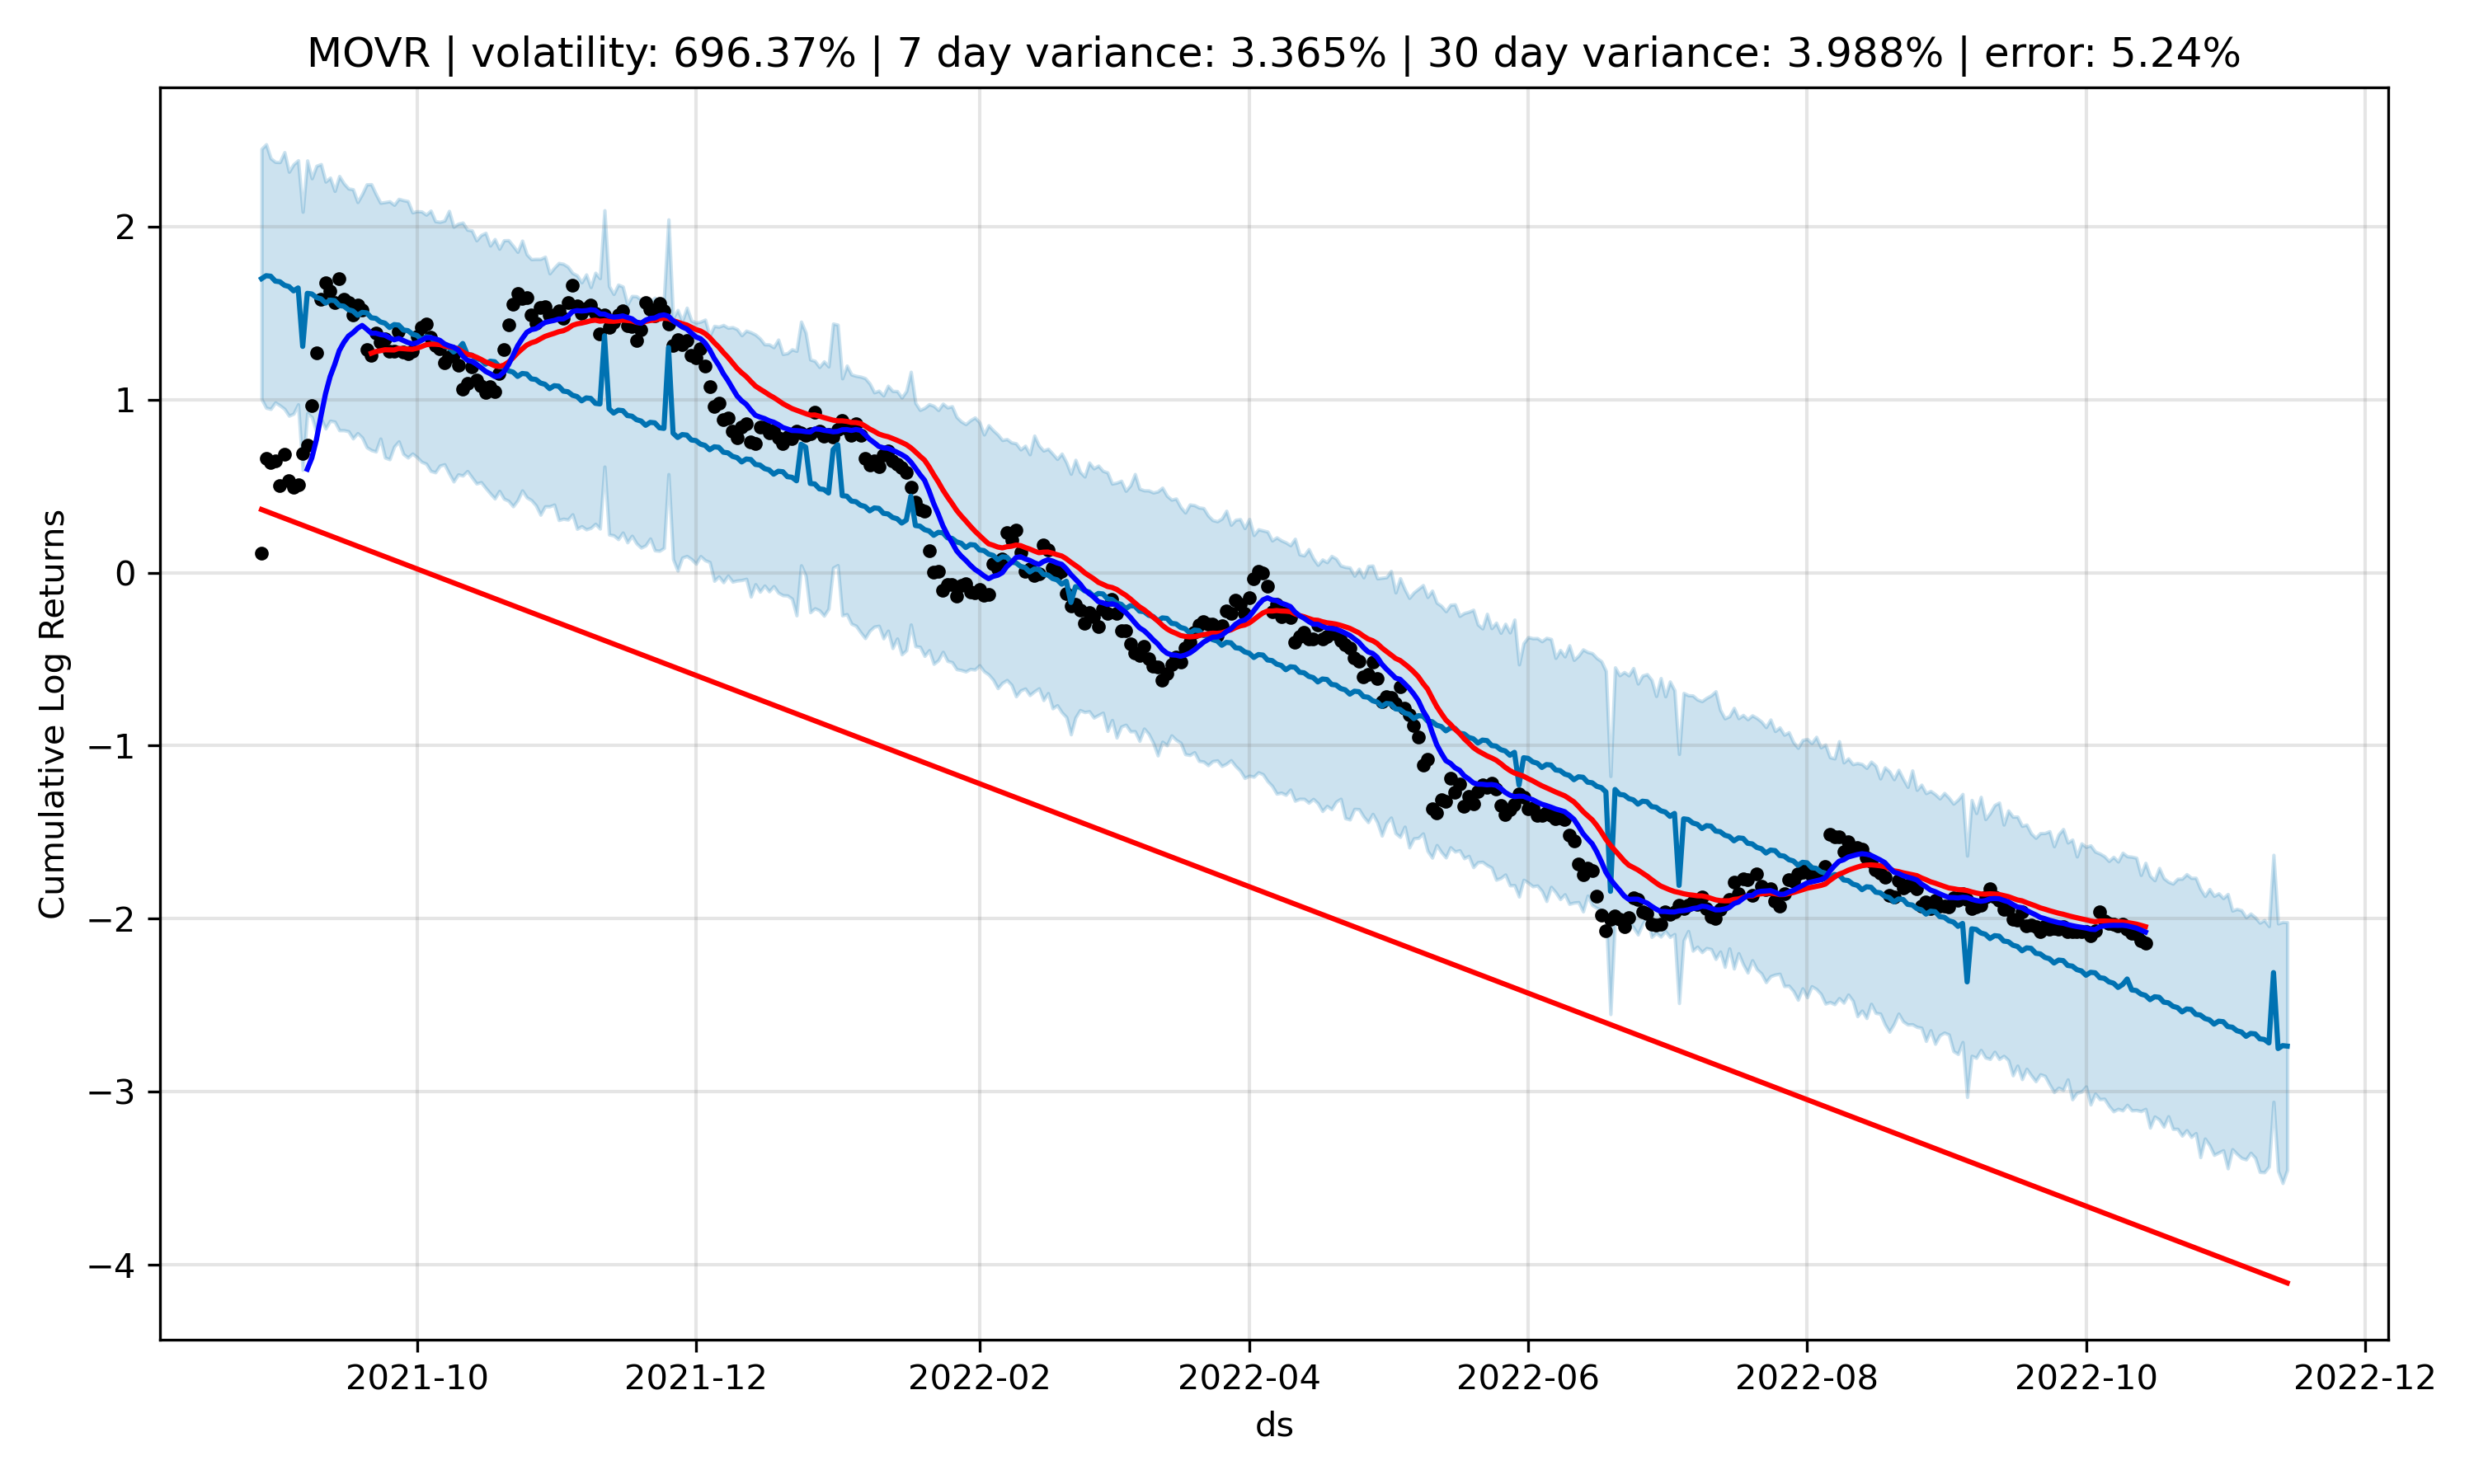 MOVR | volatility: 696.37% | 7 day variance: 3.365% | 30 day variance: 3.988% | error: 5.24%
Cumulative Log Returns
2
1
0
−1
−2
−3
−4
2021-10 2021-12 2022-02 2022-04 2022-06 2022-08 2022-10 2022-12
ds